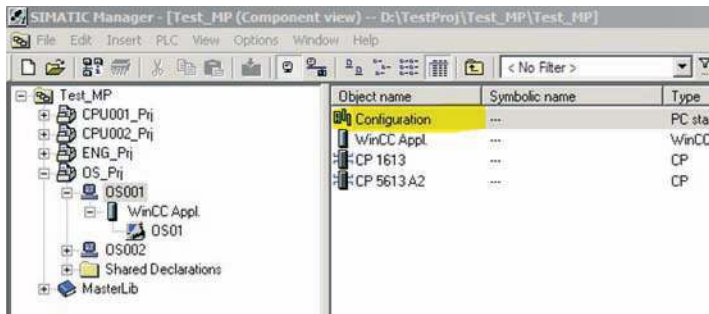 SIMATIC Manager - [Test_MP (Component view) -- D:\TestProj\Test_MP\Test_MP]
File Edit Insert PLC View Options Window Help
< No Filter >
Test_MP
CPU001_Prj
CPU002_Prj
ENG_Prj
OS_Prj
OS001
WinCC Appl.
OS01
OS002
Shared Declarations
MasterLib
Object name Symbolic name Type
Configuration --- PC sta
WinCC Appl. --- WinCC
CP 1613 --- CP
CP 5613 A2 --- CP